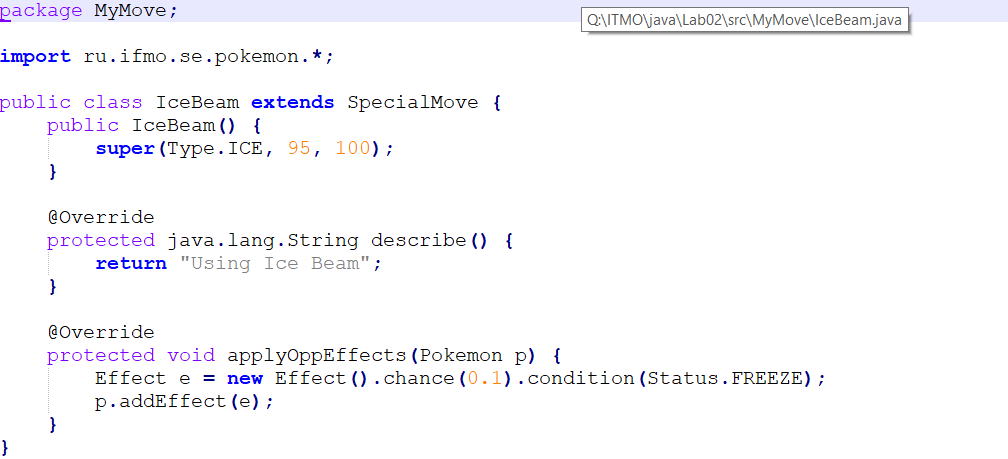 package MyMove;
Q:\ITMO\java\Lab02\src\MyMove\IceBeam.java
import ru.ifmo.se.pokemon.*;
public class IceBeam extends SpecialMove {
    public IceBeam() {
        super(Type.ICE, 95, 100);
    }
    @Override
    protected java.lang.String describe() {
        return "Using Ice Beam";
    }
    @Override
    protected void applyOppEffects(Pokemon p) {
        Effect e = new Effect().chance(0.1).condition(Status.FREEZE);
        p.addEffect(e);
    }
}